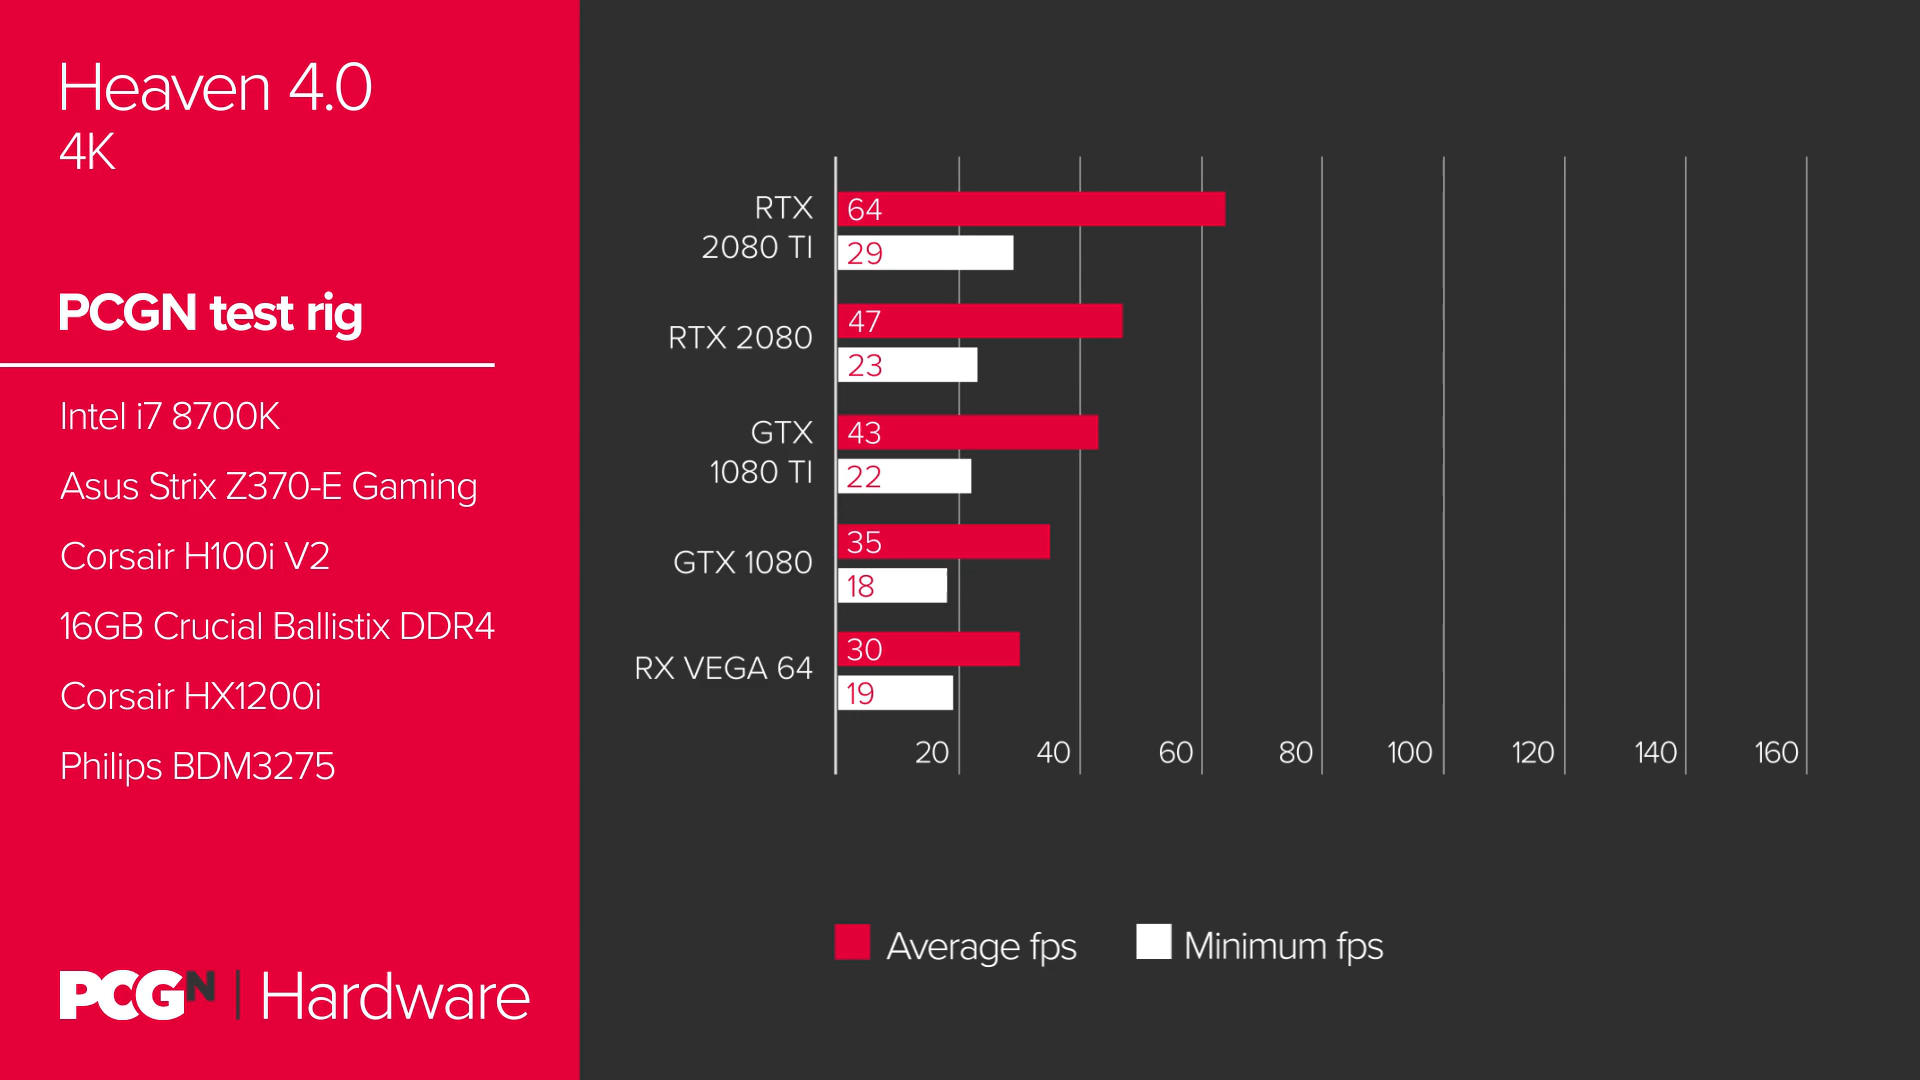 Heaven 4.0
4K
PCGN test rig
Intel i7 8700K
Asus Strix Z370-E Gaming
Corsair H100i V2
16GB Crucial Ballistix DDR4
Corsair HX1200i
Philips BDM3275
PCGN | Hardware
RTX
2080 TI
64
29
RTX 2080
47
23
GTX
1080 TI
43
22
GTX 1080
35
18
RX VEGA 64
30
19
20 40 60 80 100 120 140 160
Average fps Minimum fps